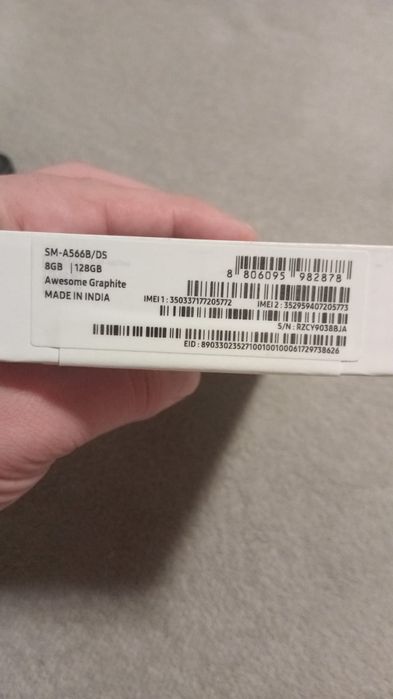 SM-A566B/DS
8GB | 128GB
Awesome Graphite
MADE IN INDIA
8 806095 982878
IMEI 1 : 350337177205772
IMEI 2 : 352959407205773
S/N : RZCY9038BJA
EID : 89033023527100100100061729738626